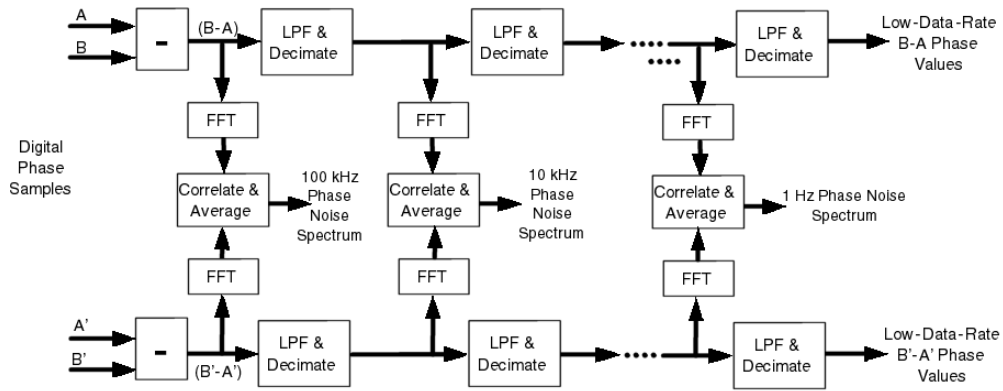 A
B
-
(B-A)
LPF &
Decimate
LPF &
Decimate
LPF &
Decimate
Low-Data-Rate
B-A Phase
Values
FFT
FFT
FFT
Digital
Phase
Samples
Correlate &
Average
100 kHz
Phase
Noise
Spectrum
Correlate &
Average
10 kHz
Phase
Noise
Spectrum
Correlate &
Average
1 Hz Phase Noise
Spectrum
FFT
FFT
FFT
A'
B'
-
(B'-A')
LPF &
Decimate
LPF &
Decimate
LPF &
Decimate
Low-Data-Rate
B'-A' Phase
Values